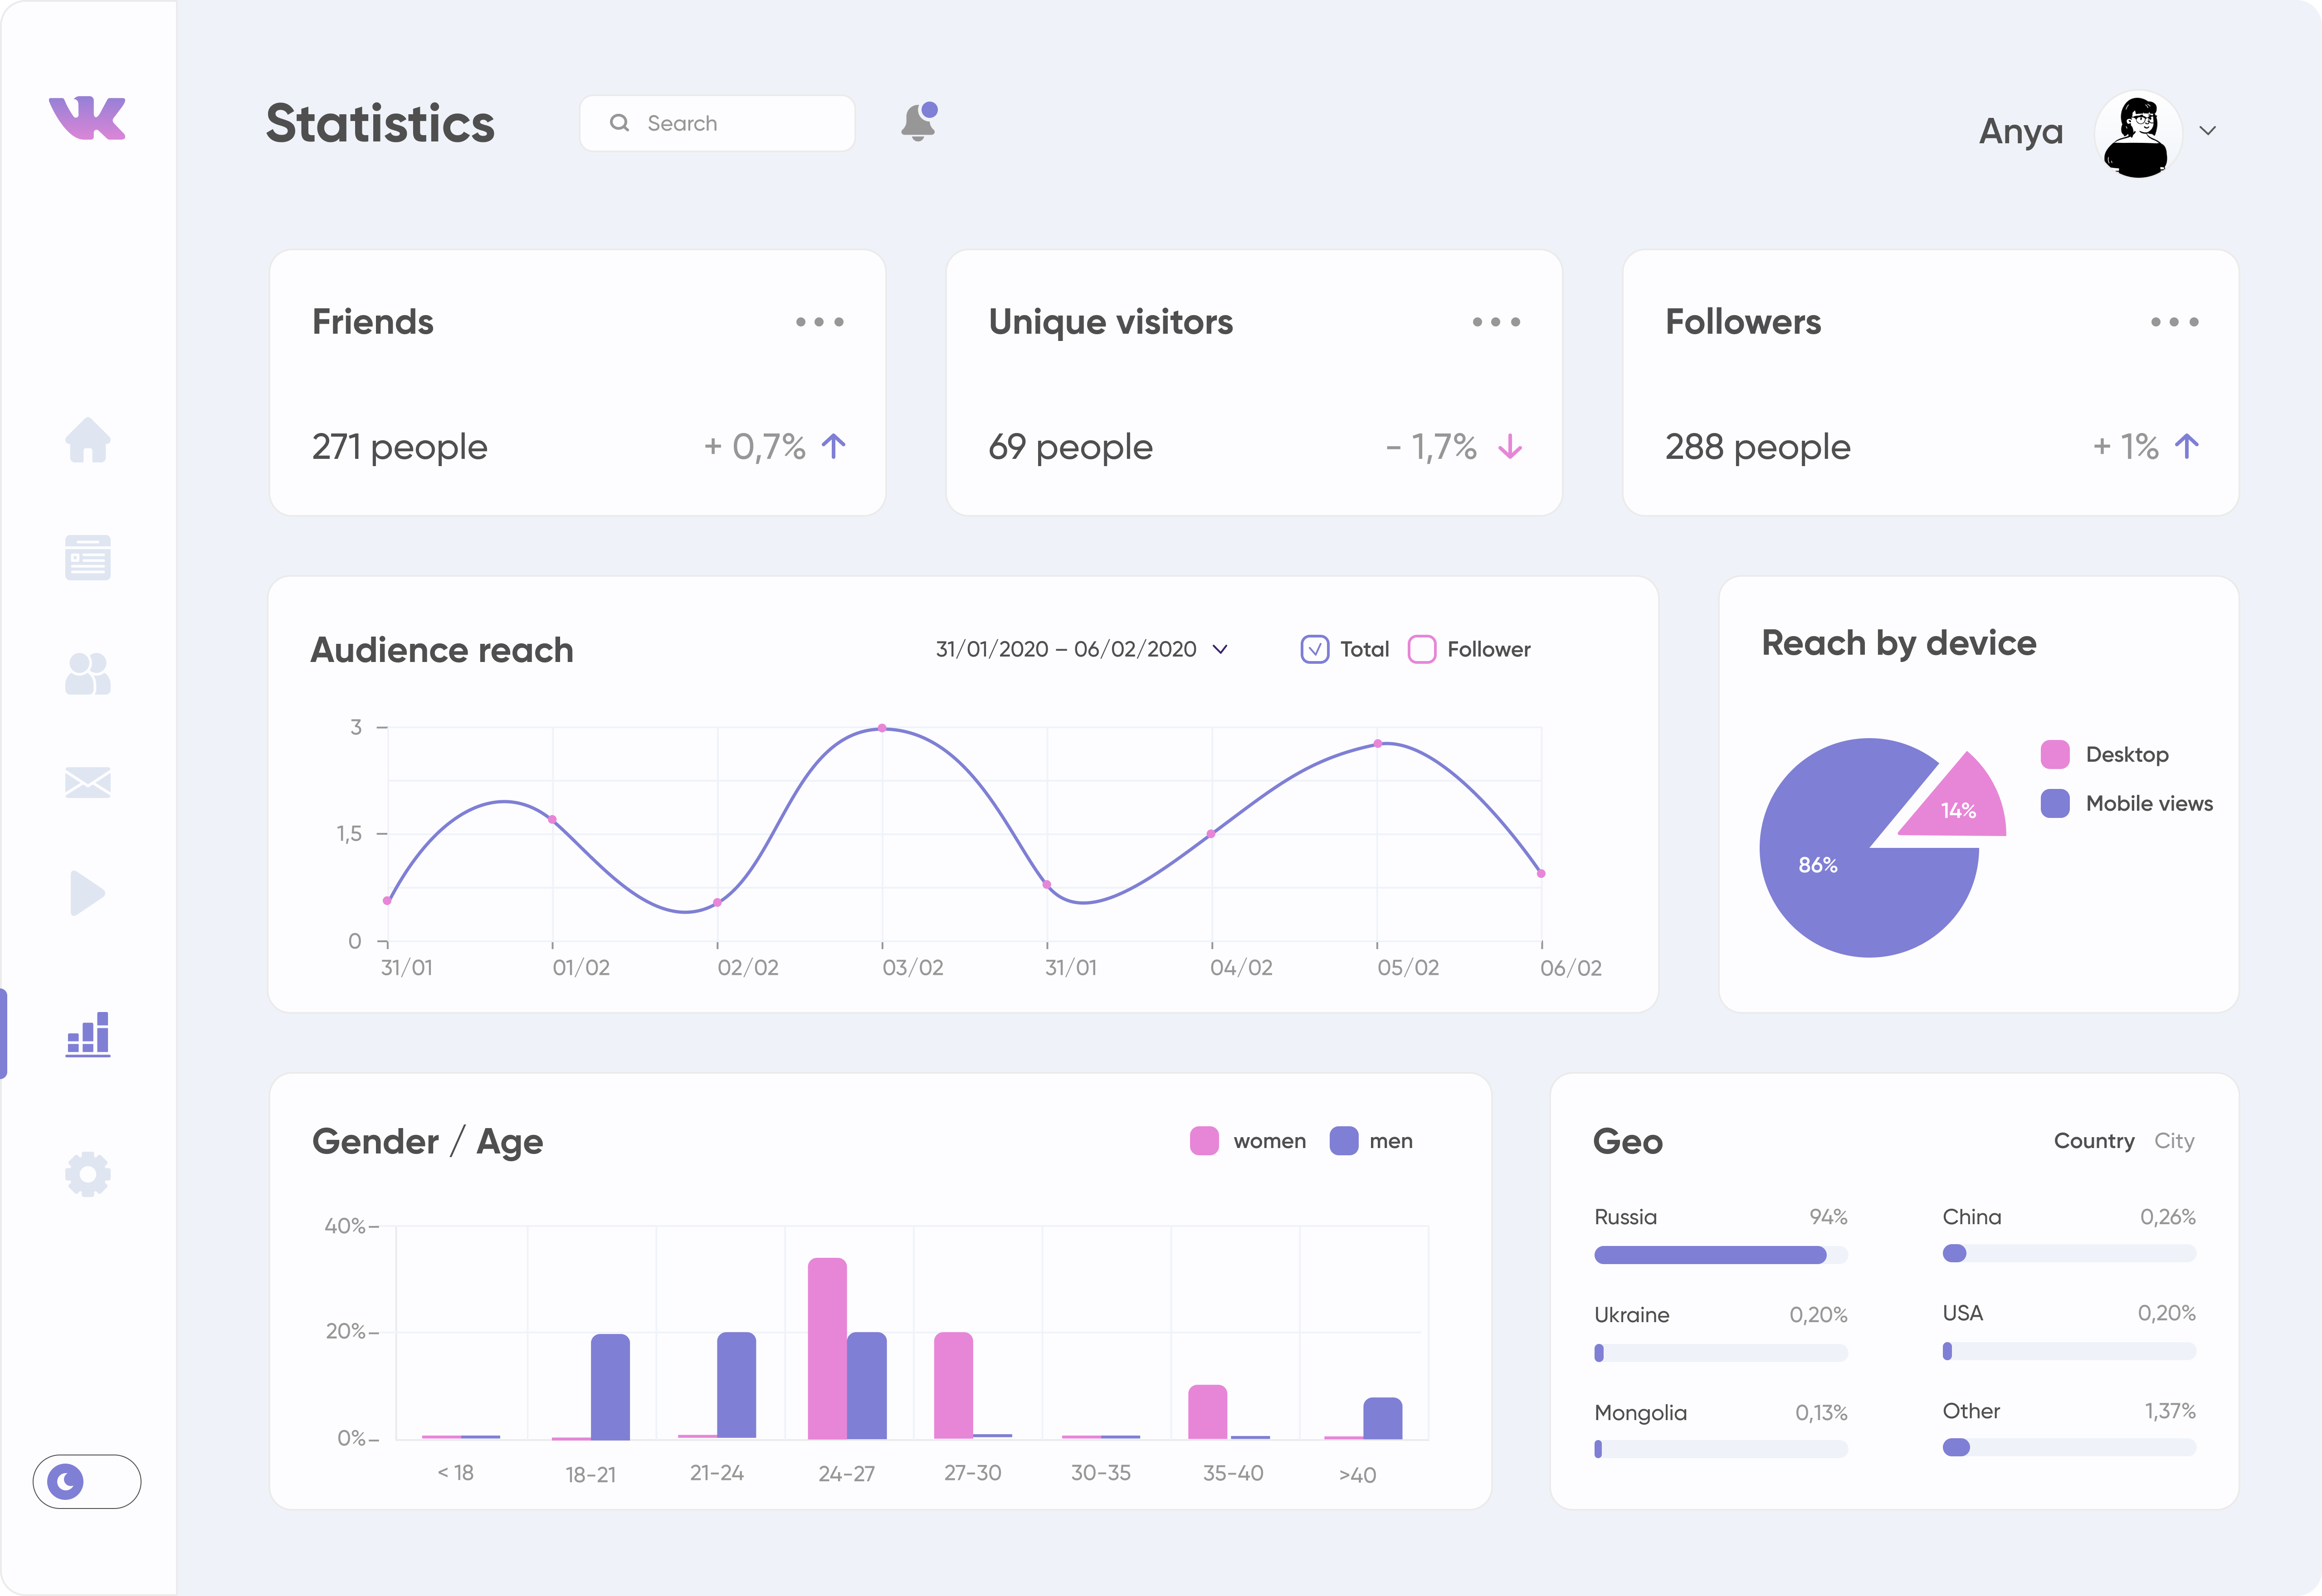 VK
Statistics
Search
Anya
Friends
271 people
+ 0,7%
Unique visitors
69 people
- 1,7%
Followers
288 people
+ 1%
Audience reach
31/01/2020 – 06/02/2020
Total
Follower
3
1,5
0
31/01
01/02
02/02
03/02
31/01
04/02
05/02
06/02
Reach by device
14%
86%
Desktop
Mobile views
Gender / Age
women
men
40%
20%
0%
< 18
18-21
21-24
24-27
27-30
30-35
35-40
>40
Geo
Country
City
Russia
94%
China
0,26%
Ukraine
0,20%
USA
0,20%
Mongolia
0,13%
Other
1,37%